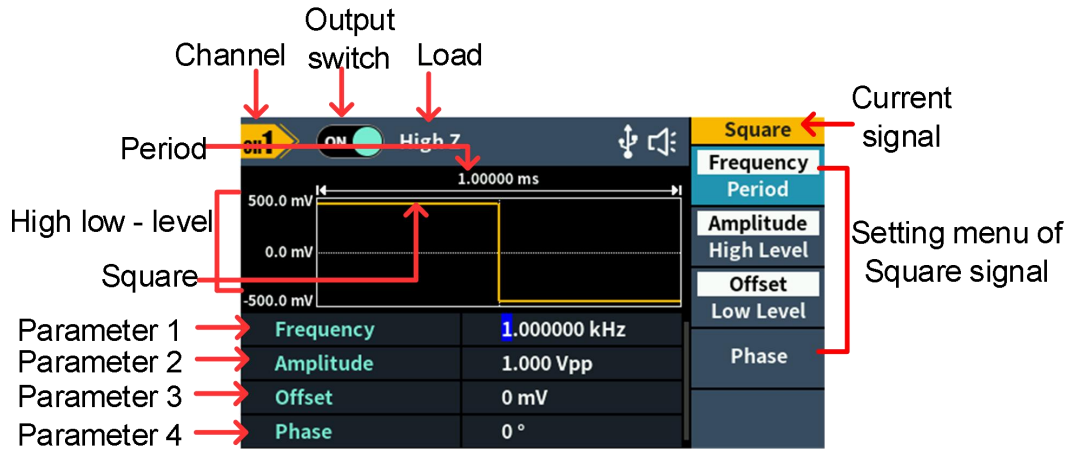 Output
switch
Channel
Load
Current
signal
CH1
ON
High Z
Square
Period
1.00000 ms
Frequency
Period
500.0 mV
High low - level
Amplitude
High Level
Setting menu of
Square signal
0.0 mV
Square
Offset
Low Level
-500.0 mV
Parameter 1
Frequency
1.000000 kHz
Parameter 2
Amplitude
1.000 Vpp
Phase
Parameter 3
Offset
0 mV
Parameter 4
Phase
0 °